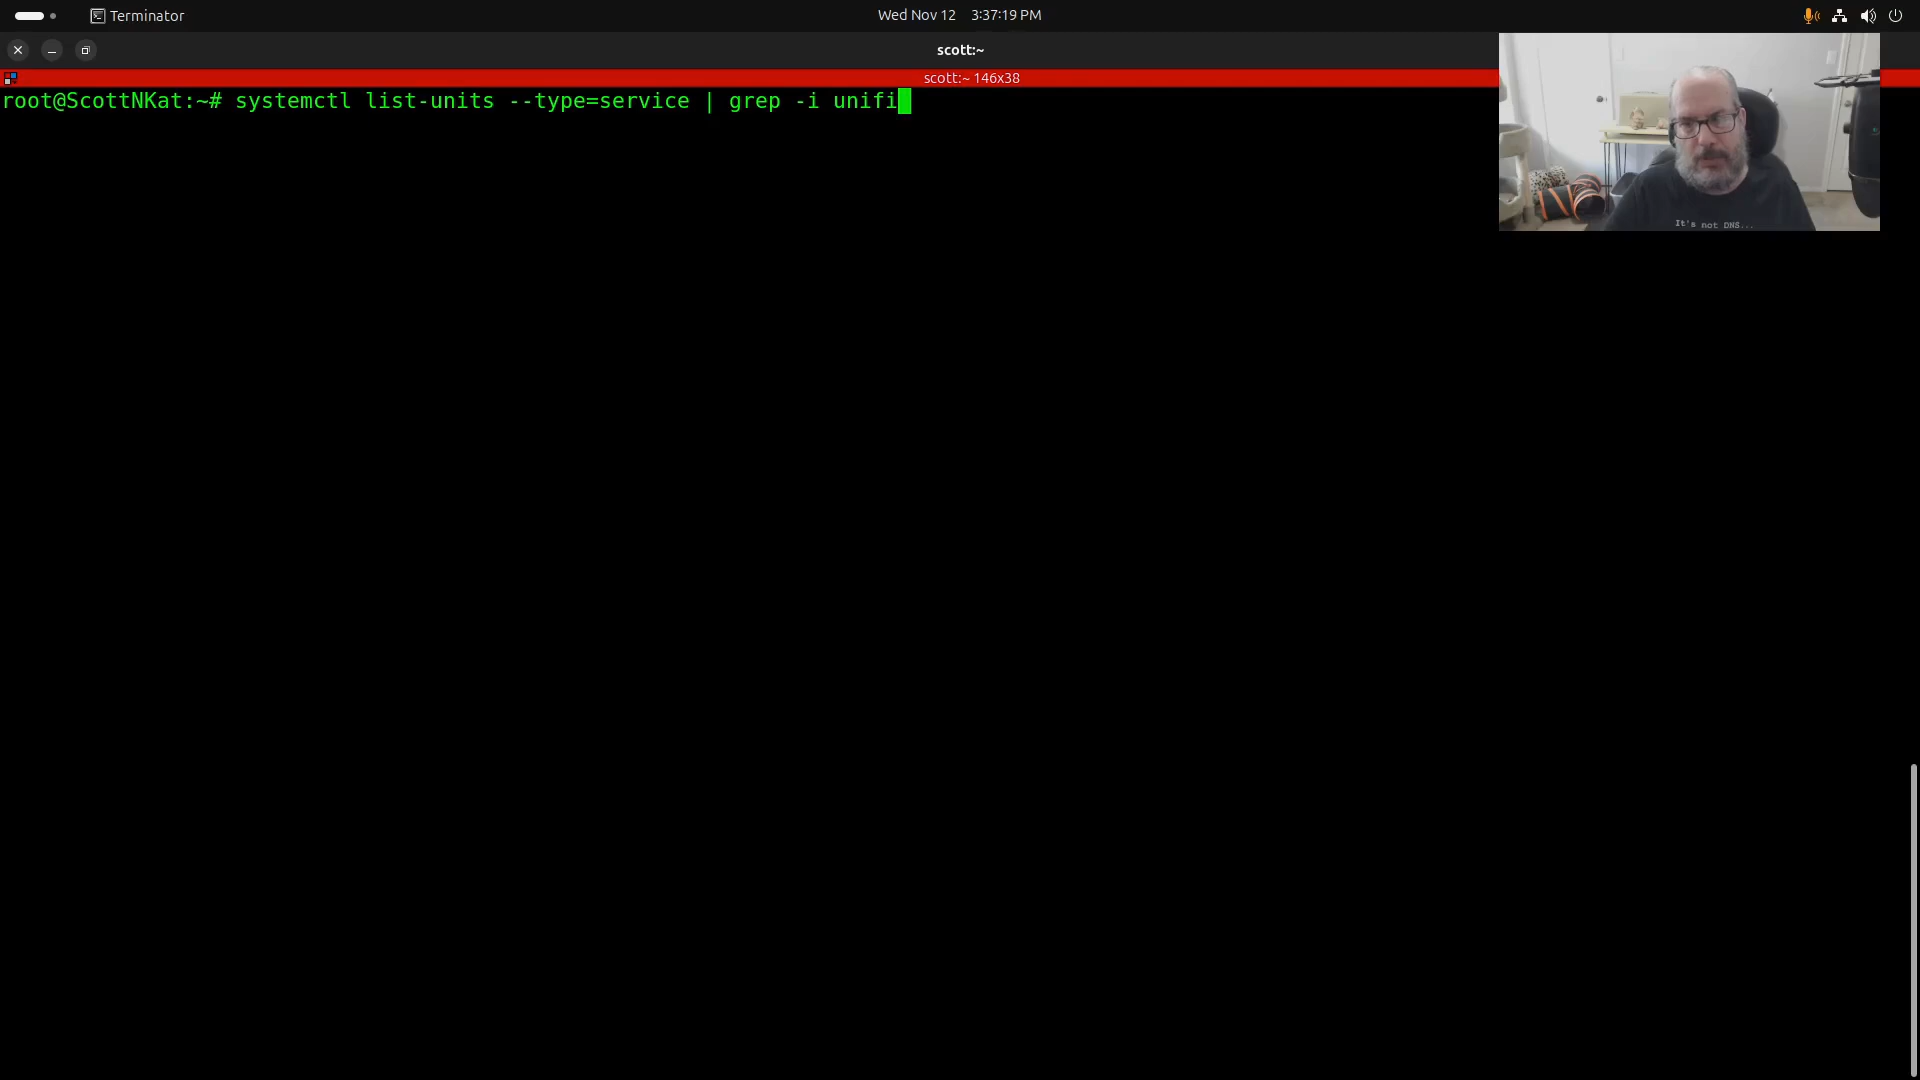 Terminator
Wed Nov 12 3:37:19 PM
scott:~
scott:~ 146x38
root@ScottNKat:~# systemctl list-units --type=service | grep -i unifi
It's not DNS...